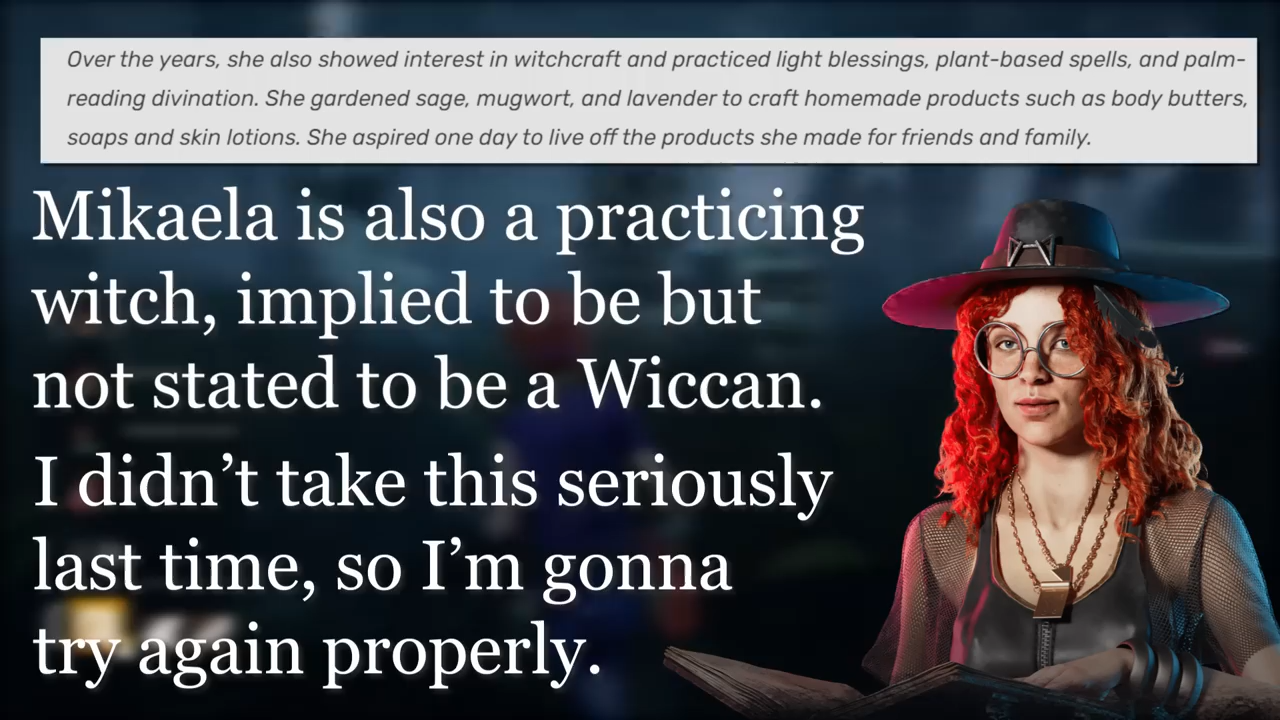 Over the years, she also showed interest in witchcraft and practiced light blessings, plant-based spells, and palm-
reading divination. She gardened sage, mugwort, and lavender to craft homemade products such as body butters,
soaps and skin lotions. She aspired one day to live off the products she made for friends and family.
Mikaela is also a practicing
witch, implied to be but
not stated to be a Wiccan.
I didn’t take this seriously
last time, so I’m gonna
try again properly.